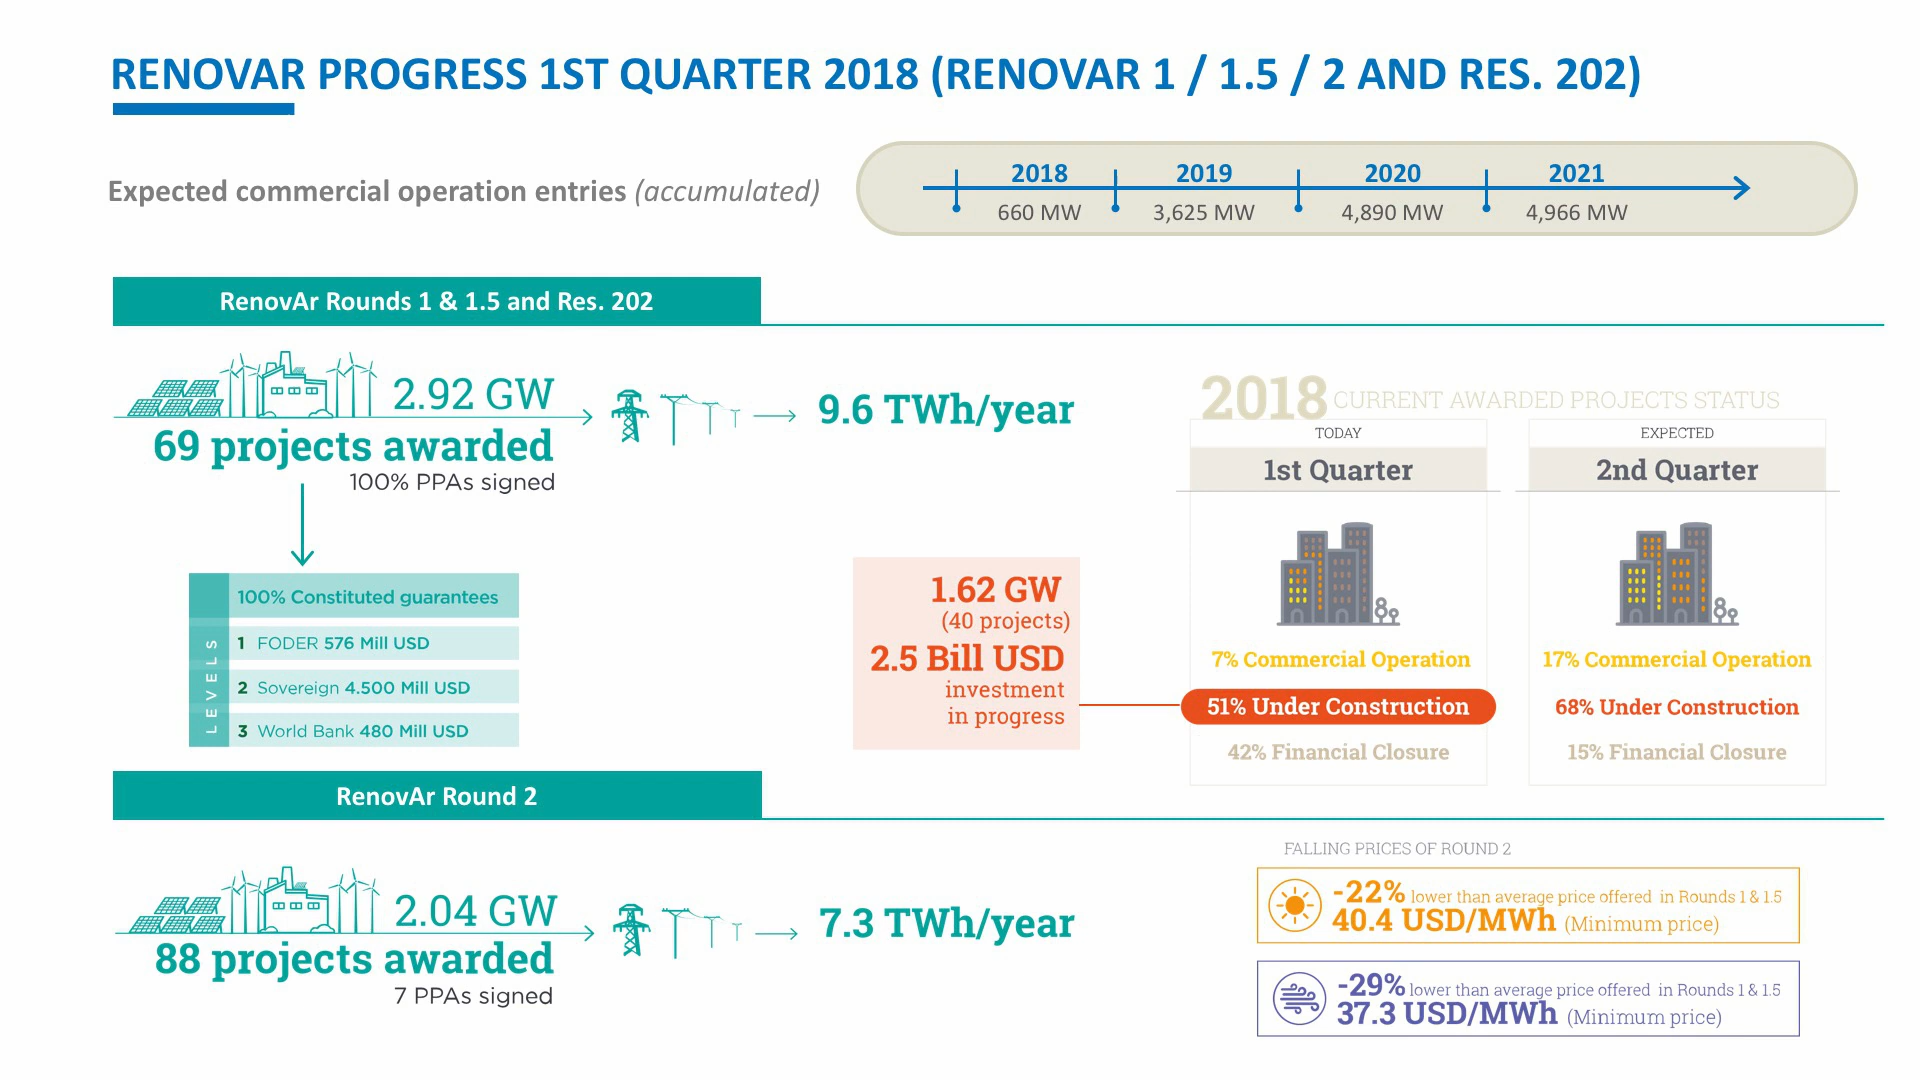 RENOVAR PROGRESS 1ST QUARTER 2018 (RENOVAR 1 / 1.5 / 2 AND RES. 202)
Expected commercial operation entries (accumulated)
2018 2019 2020 2021
660 MW 3,625 MW 4,890 MW 4,966 MW
RenovAr Rounds 1 & 1.5 and Res. 202
2.92 GW
69 projects awarded
100% PPAs signed
9.6 TWh/year
LEVELS
100% Constituted guarantees
1 FODER 576 Mill USD
2 Sovereign 4.500 Mill USD
3 World Bank 480 Mill USD
1.62 GW
(40 projects)
2.5 Bill USD
investment
in progress
2018 CURRENT AWARDED PROJECTS STATUS
TODAY
1st Quarter
7% Commercial Operation
51% Under Construction
42% Financial Closure
EXPECTED
2nd Quarter
17% Commercial Operation
68% Under Construction
15% Financial Closure
RenovAr Round 2
2.04 GW
88 projects awarded
7 PPAs signed
7.3 TWh/year
FALLING PRICES OF ROUND 2
-22% lower than average price offered in Rounds 1 & 1.5
40.4 USD/MWh (Minimum price)
-29% lower than average price offered in Rounds 1 & 1.5
37.3 USD/MWh (Minimum price)